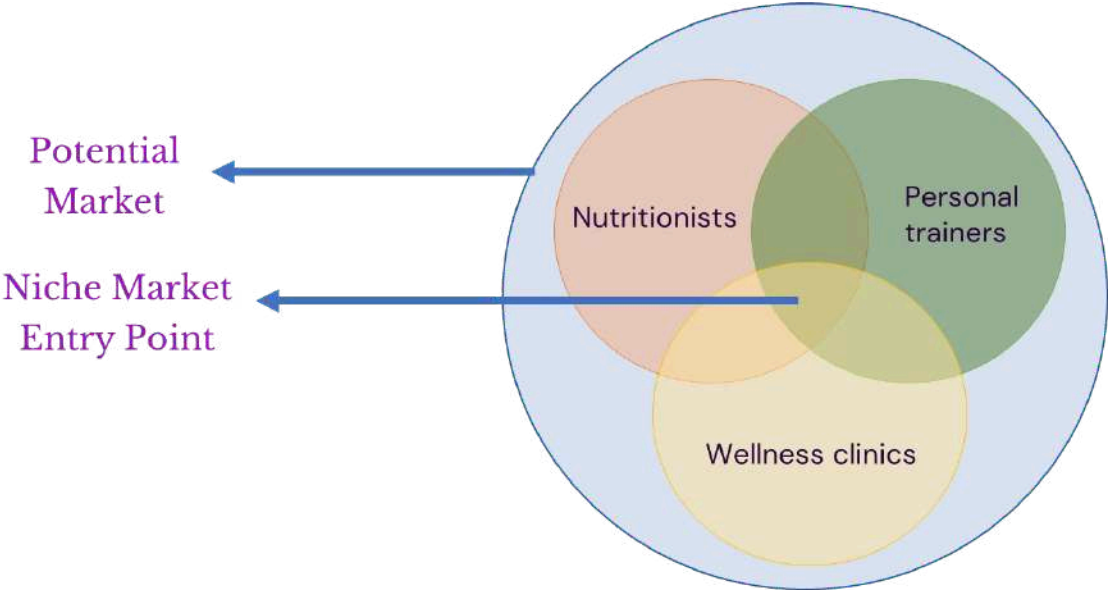 Potential
Market
Niche Market
Entry Point
Nutritionists
Personal
trainers
Wellness clinics